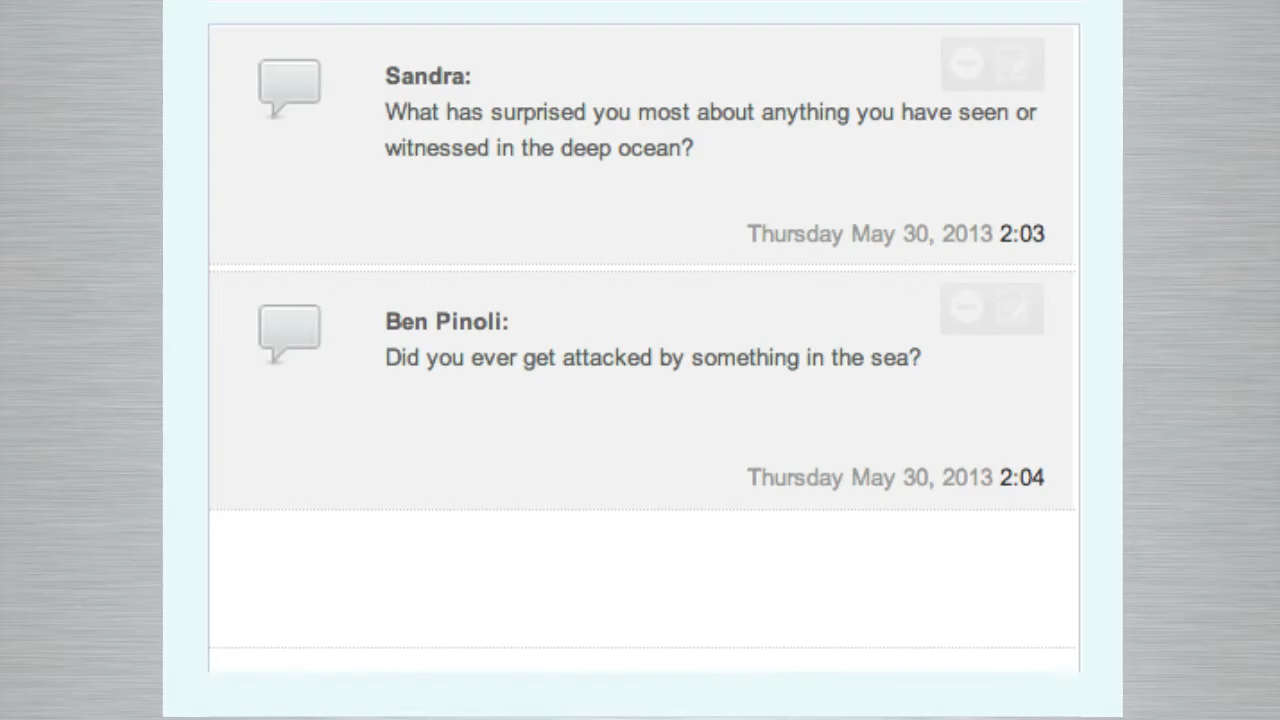 Sandra:
What has surprised you most about anything you have seen or
witnessed in the deep ocean?
Thursday May 30, 2013 2:03
Ben Pinoli:
Did you ever get attacked by something in the sea?
Thursday May 30, 2013 2:04